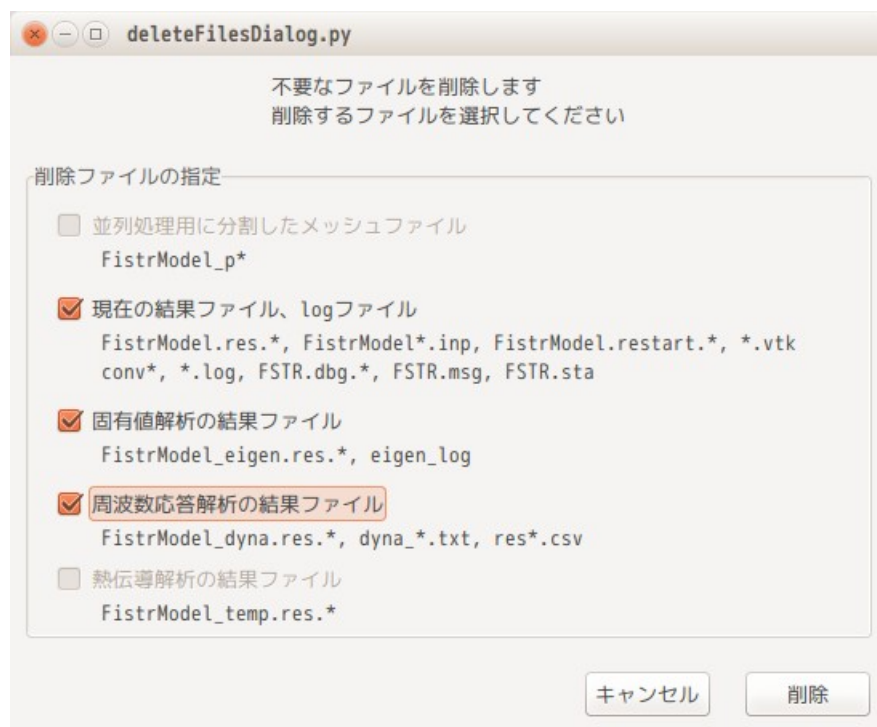 deleteFilesDialog.py
不要なファイルを削除します
削除するファイルを選択してください
削除ファイルの指定
並列処理用に分割したメッシュファイル
FistrModel_p*
現在の結果ファイル、logファイル
FistrModel.res.*, FistrModel*.inp, FistrModel.restart.*, *.vtk
conv*, *.log, FSTR.dbg.*, FSTR.msg, FSTR.sta
固有値解析の結果ファイル
FistrModel_eigen.res.*, eigen_log
周波数応答解析の結果ファイル
FistrModel_dyna.res.*, dyna_*.txt, res*.csv
熱伝導解析の結果ファイル
FistrModel_temp.res.*
キャンセル 削除